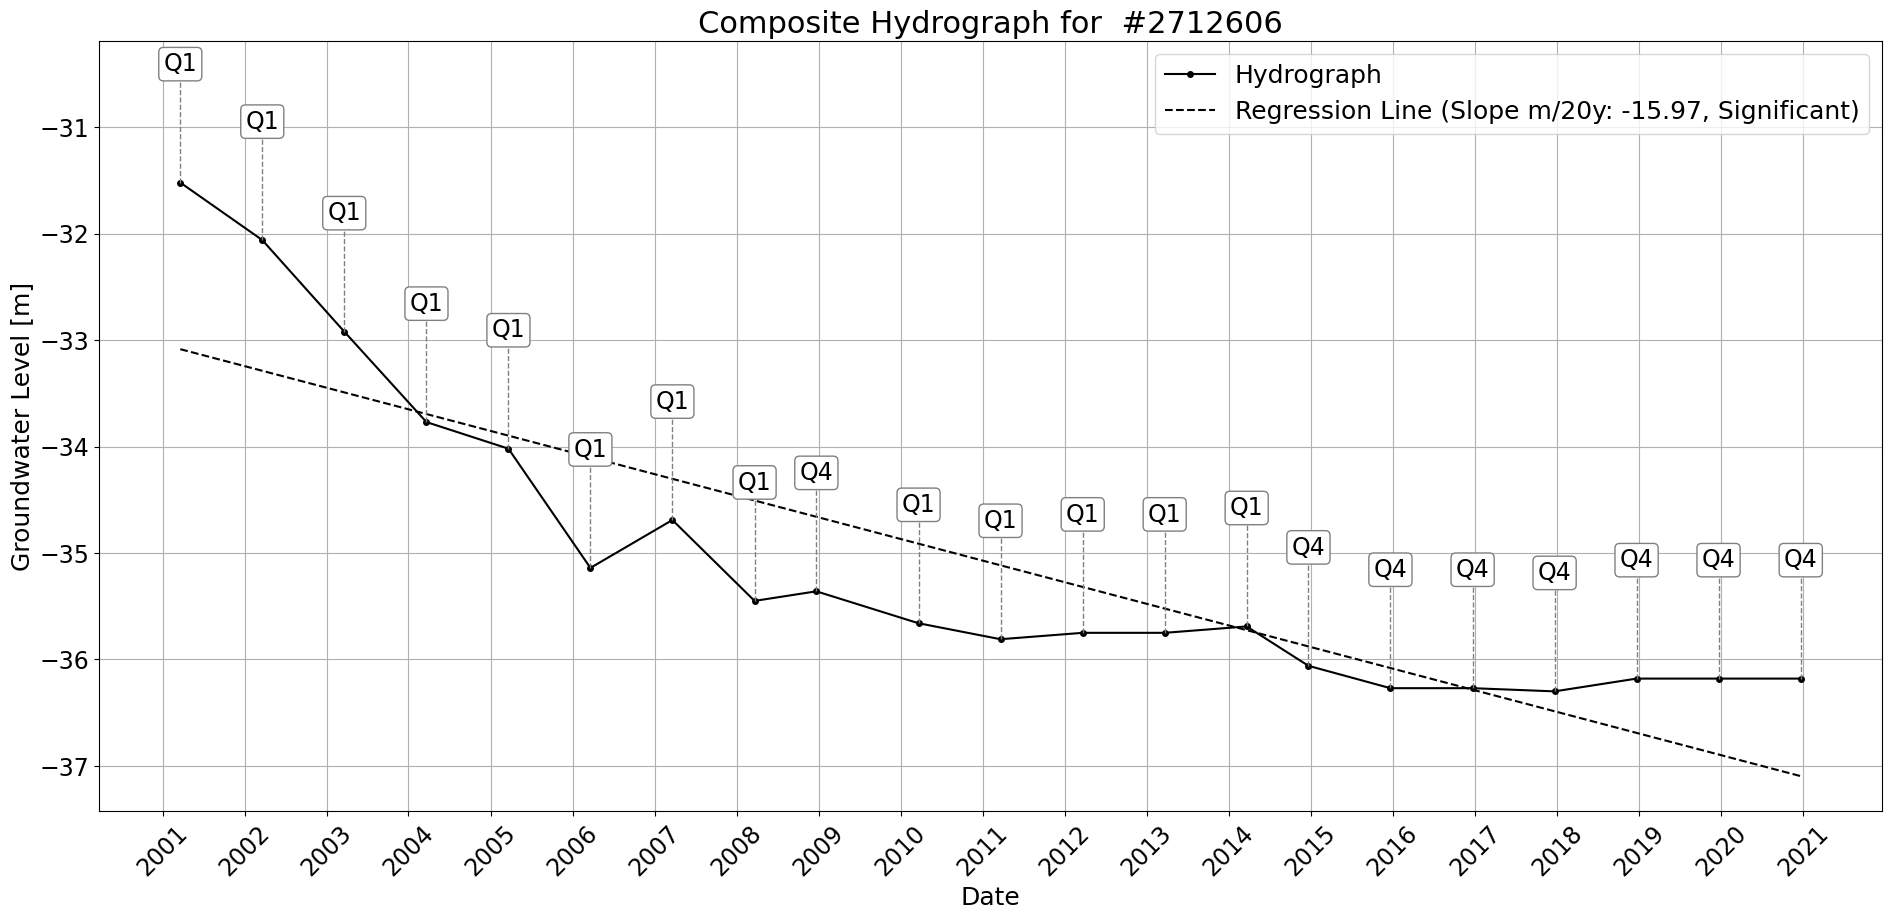 Composite Hydrograph for  #2712606
Hydrograph
Regression Line (Slope m/20y: -15.97, Significant)
Q1
Q1
Q1
Q1
Q1
Q1
Q1
Q1
Q4
Q1
Q1
Q1
Q1
Q1
Q4
Q4
Q4
Q4
Q4
Q4
Q4
Groundwater Level [m]
−31
−32
−33
−34
−35
−36
−37
2001
2002
2003
2004
2005
2006
2007
2008
2009
2010
2011
2012
2013
2014
2015
2016
2017
2018
2019
2020
2021
Date